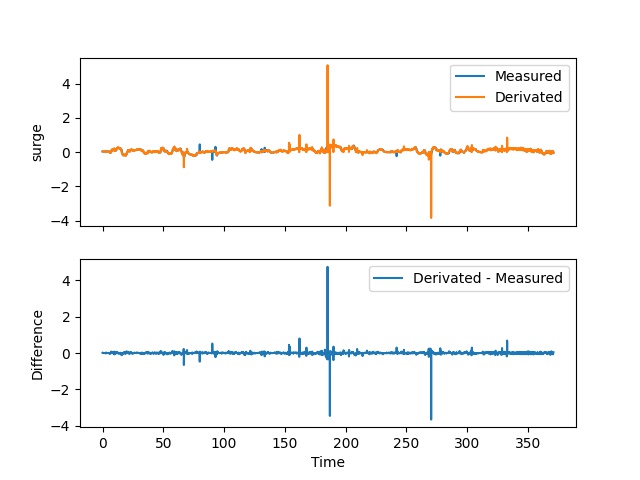 4
2
0
−2
−4
surge
Measured
Derivated
4
2
0
−2
−4
Difference
Derivated - Measured
0 50 100 150 200 250 300 350
Time